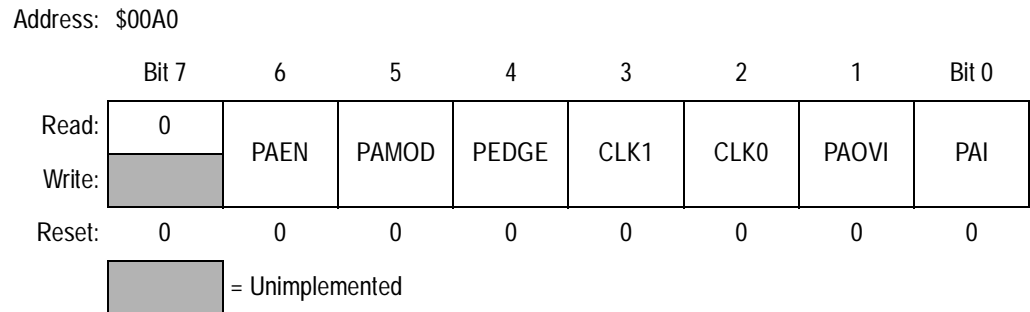 Address: $00A0
Bit 7 6 5 4 3 2 1 Bit 0
Read: 0
PAEN PAMOD PEDGE CLK1 CLK0 PAOVI PAI
Write:
Reset: 0 0 0 0 0 0 0 0
= Unimplemented